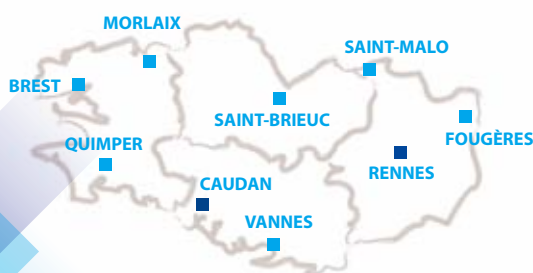 MORLAIX
SAINT-MALO
BREST
SAINT-BRIEUC
FOUGÈRES
QUIMPER
RENNES
CAUDAN
VANNES